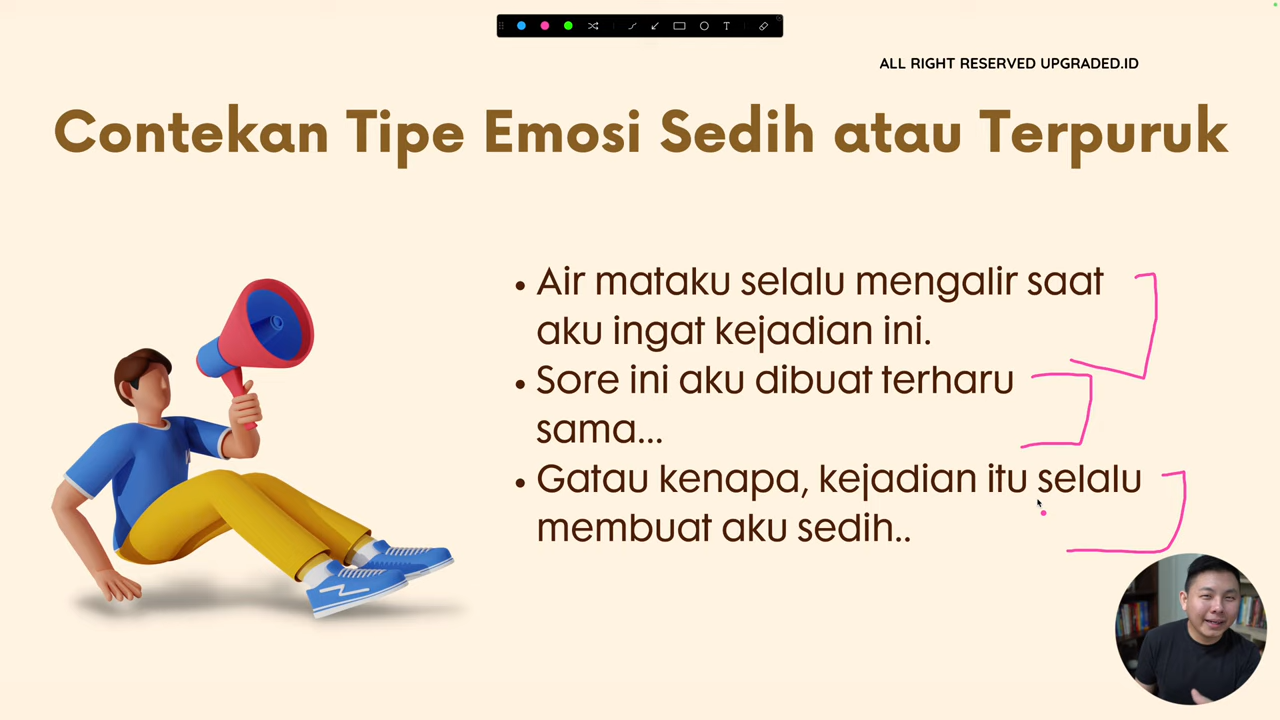 ALL RIGHT RESERVED UPGRADED.ID
Contekan Tipe Emosi Sedih atau Terpuruk
• Air mataku selalu mengalir saat
aku ingat kejadian ini.
• Sore ini aku dibuat terharu
sama...
• Gatau kenapa, kejadian itu selalu
membuat aku sedih..